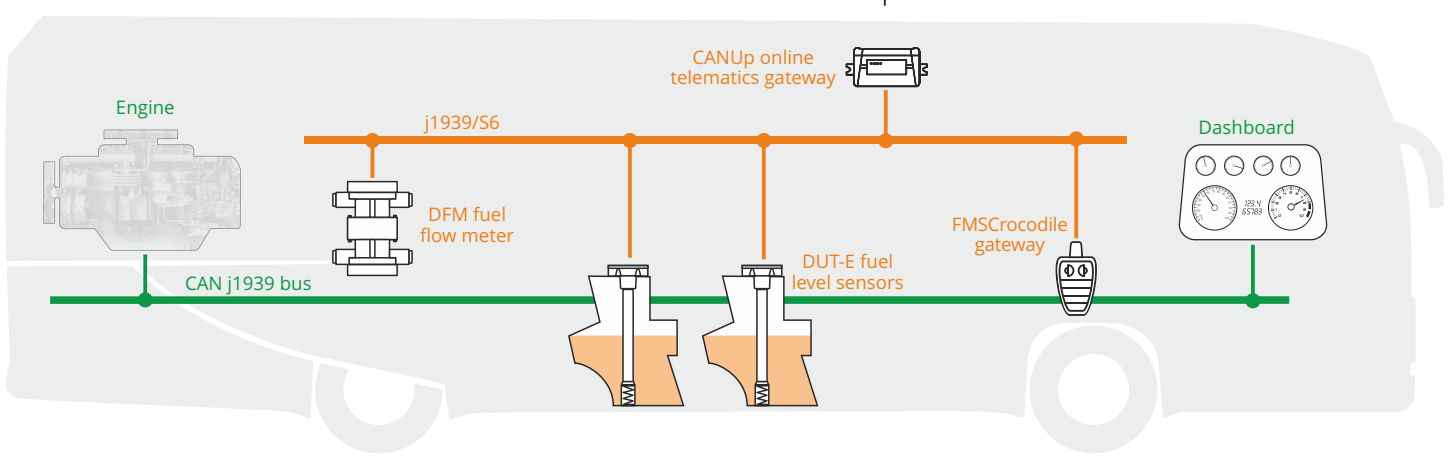 CANUp online
telematics gateway
Engine
j1939/S6
Dashboard
DFM fuel
flow meter
FMSCrocodile
gateway
DUT-E fuel
level sensors
CAN j1939 bus